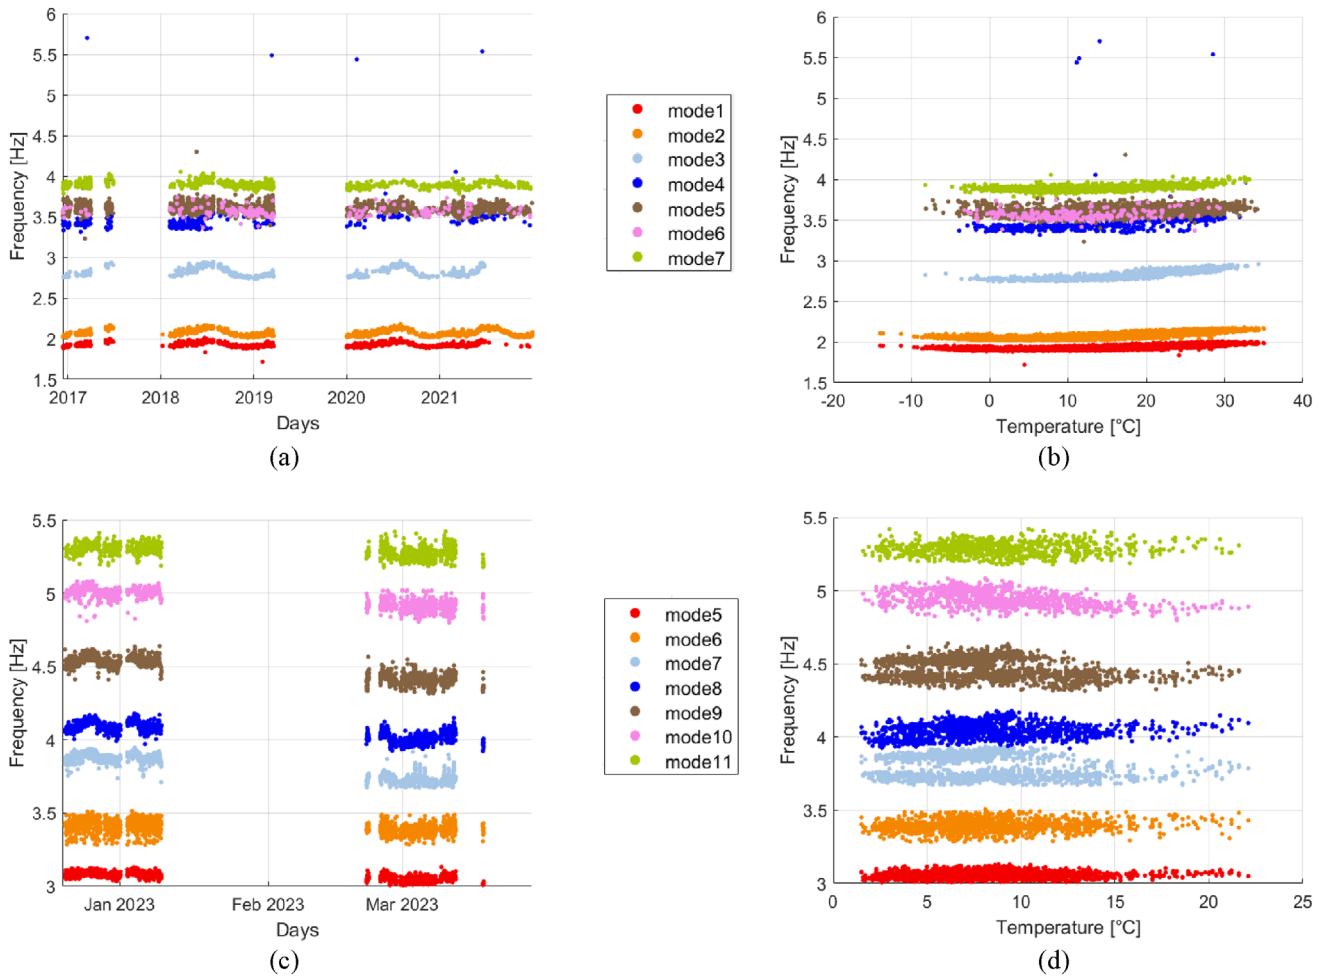 6
5.5
5
4.5
4
3.5
3
2.5
2
1.5
Frequency [Hz]
2017 2018 2019 2020 2021
Days
(a)
mode1
mode2
mode3
mode4
mode5
mode6
mode7
6
5.5
5
4.5
4
3.5
3
2.5
2
1.5
Frequency [Hz]
-20 -10 0 10 20 30 40
Temperature [°C]
(b)
5.5
5
4.5
4
3.5
3
Frequency [Hz]
Jan 2023 Feb 2023 Mar 2023
Days
(c)
mode5
mode6
mode7
mode8
mode9
mode10
mode11
5.5
5
4.5
4
3.5
3
Frequency [Hz]
0 5 10 15 20 25
Temperature [°C]
(d)